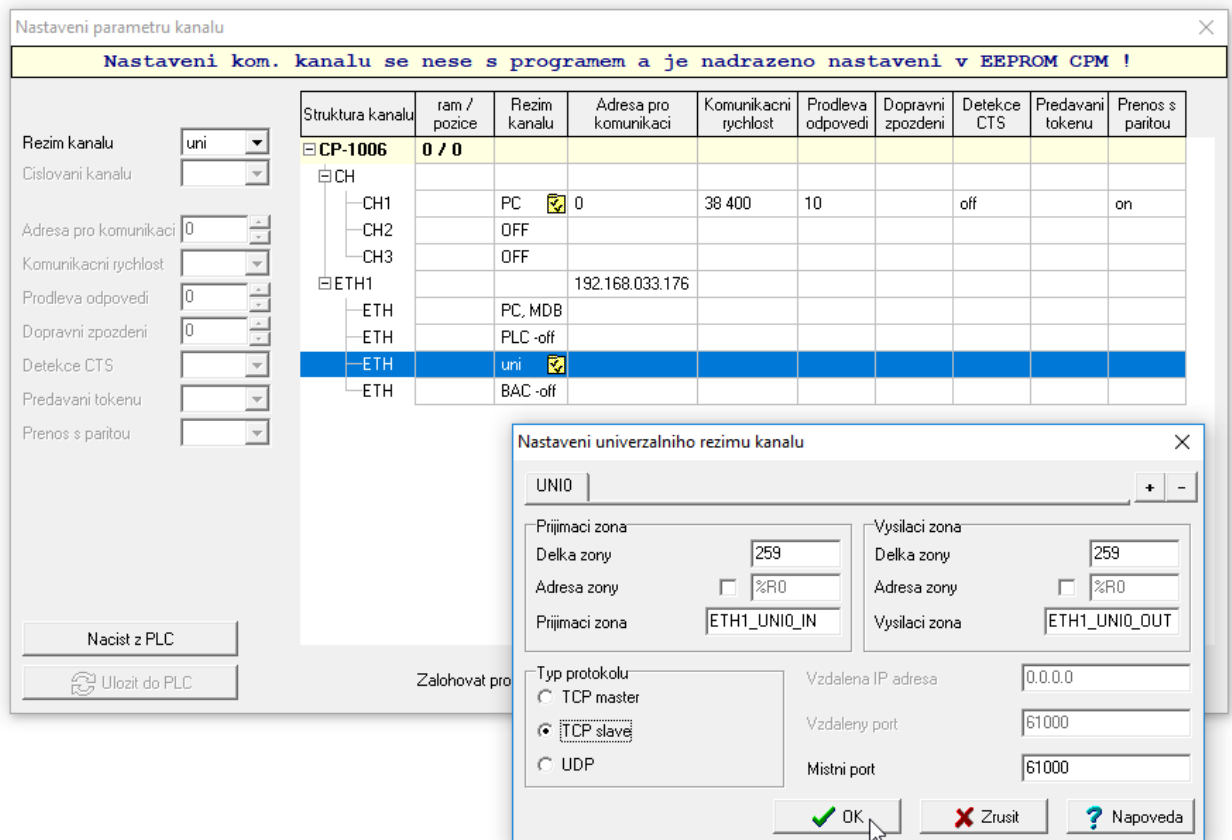 Nastaveni parametru kanalu
Nastaveni kom. kanalu se nese s programem a je nadrazeno nastaveni v EEPROM CPM !
Rezim kanalu uni
Cislovani kanalu
Adresa pro komunikaci 0
Komunikacni rychlost
Prodleva odpovedi 0
Dopravni zpozdeni 0
Detekce CTS
Predavani tokenu
Prenos s paritou
Nacist z PLC
Ulozit do PLC
Struktura kanalu ram / pozice Rezim kanalu Adresa pro komunikaci Komunikacni rychlost Prodleva odpovedi Dopravni zpozdeni Detekce CTS Predavani tokenu Prenos s paritou
CP-1006 0 / 0
CH
CH1 PC 0 38 400 10 off on
CH2 OFF
CH3 OFF
ETH1 192.168.033.176
ETH PC, MDB
ETH PLC -off
ETH uni
ETH BAC -off
Zalohovat pro
Nastaveni univerzalniho rezimu kanalu
UNI0 + -
Prijimaci zona
Delka zony 259
Adresa zony %R0
Prijimaci zona ETH1_UNI0_IN
Vysilaci zona
Delka zony 259
Adresa zony %R0
Vysilaci zona ETH1_UNI0_OUT
Typ protokolu
TCP master
TCP slave
UDP
Vzdalena IP adresa 0.0.0.0
Vzdaleny port 61000
Mistni port 61000
OK Zrusit ? Napoveda